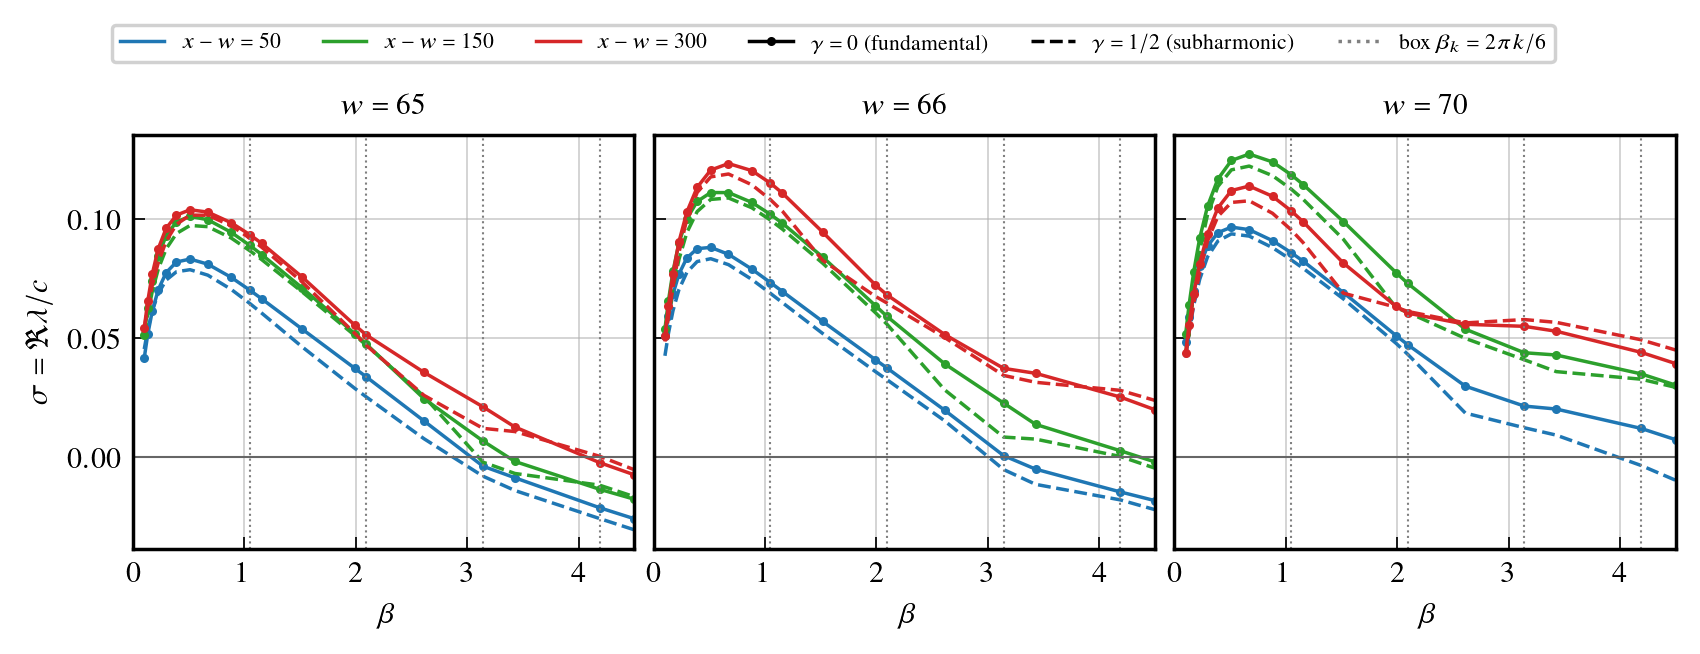 x − w = 50 x − w = 150 x − w = 300 γ = 0 (fundamental) γ = 1/2 (subharmonic) box βₖ = 2πk/6
w = 65 w = 66 w = 70
σ = ℜλ/c
0.10
0.05
0.00
0 1 2 3 4 0 1 2 3 4 0 1 2 3 4
β β β